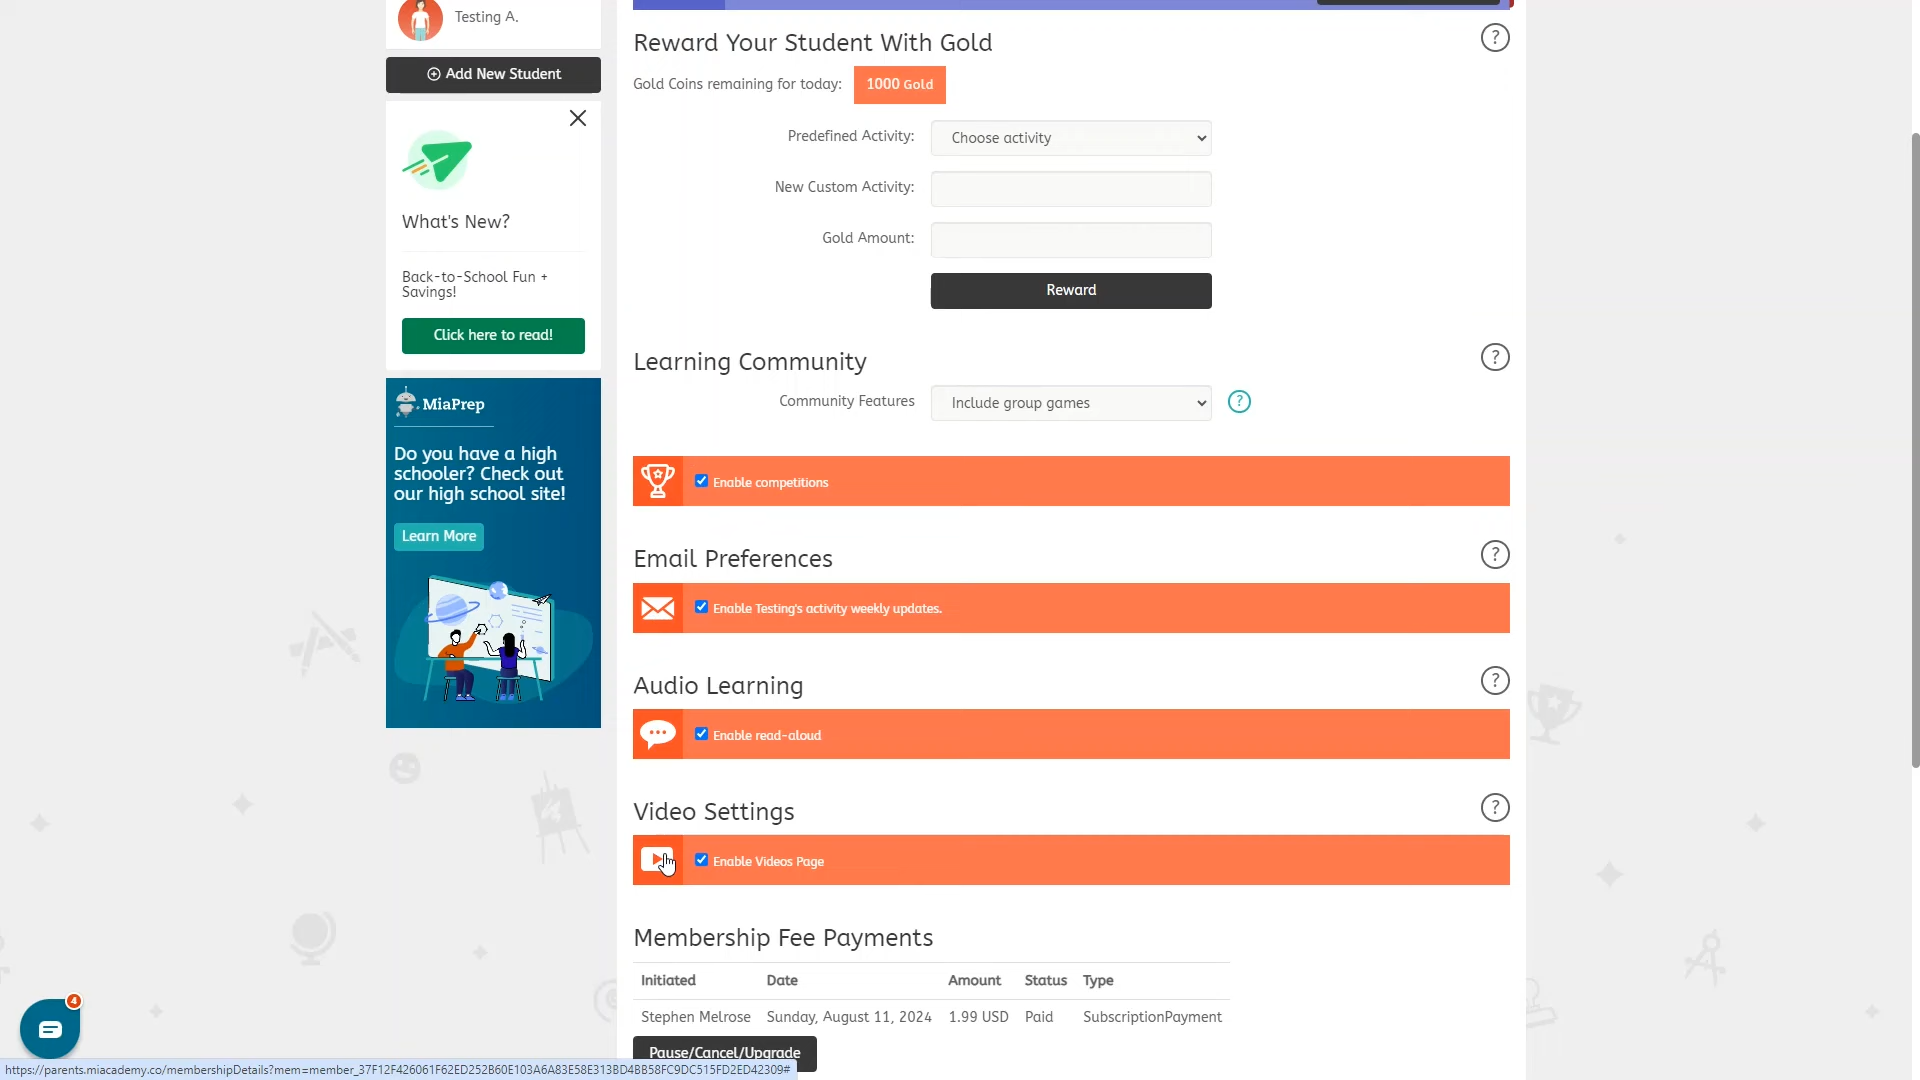 Testing A.
Add New Student
What's New?
Back-to-School Fun +
Savings!
Click here to read!
MiaPrep
Do you have a high
schooler? Check out
our high school site!
Learn More
Reward Your Student With Gold
?
Gold Coins remaining for today: 1000 Gold
Predefined Activity: Choose activity
New Custom Activity:
Gold Amount:
Reward
Learning Community
?
Community Features Include group games ?
Enable competitions
Email Preferences
?
Enable Testing's activity weekly updates.
Audio Learning
?
Enable read-aloud
Video Settings
?
Enable Videos Page
Membership Fee Payments
Initiated Date Amount Status Type
Stephen Melrose Sunday, August 11, 2024 1.99 USD Paid SubscriptionPayment
Pause/Cancel/Upgrade
4
https://parents.miacademy.co/membershipDetails?mem=member_37F12F426061F62ED252B60E103A6A83E58E313BD4BB58FC9DC515FD2ED42309#